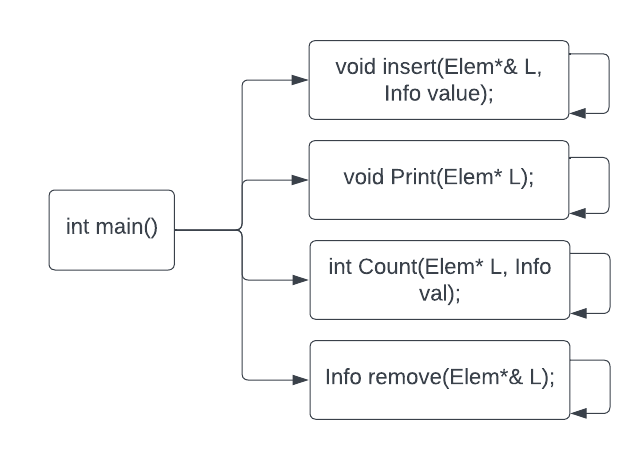 void insert(Elem*& L,
Info value);
void Print(Elem* L);
int main()
int Count(Elem* L, Info
val);
Info remove(Elem*& L);